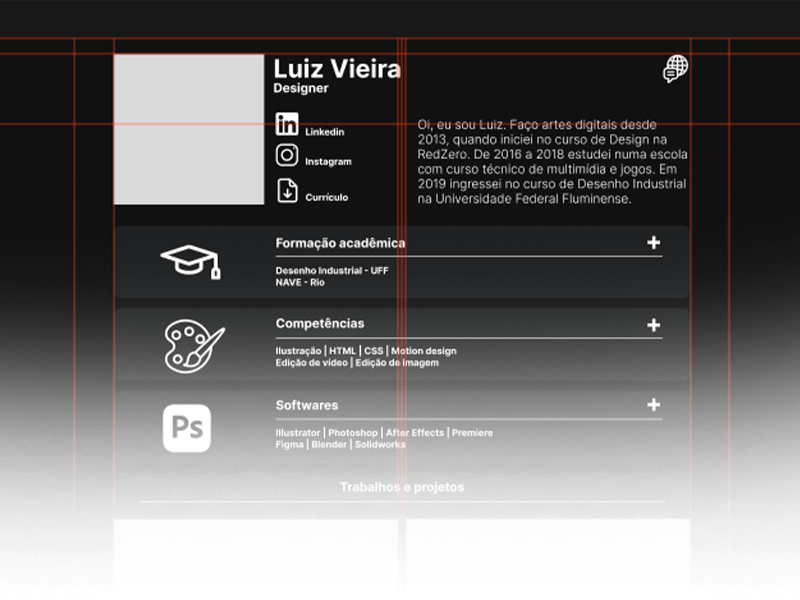 Luiz Vieira
Designer
in Linkedin
Instagram
Currículo
Oi, eu sou Luiz. Faço artes digitais desde
2013, quando iniciei no curso de Design na
RedZero. De 2016 a 2018 estudei numa escola
com curso técnico de multimídia e jogos. Em
2019 ingressei no curso de Desenho Industrial
na Universidade Federal Fluminense.
Formação acadêmica
Desenho Industrial - UFF
NAVE - Rio
Competências
Ilustração | HTML | CSS | Motion design
Edição de vídeo | Edição de imagem
Ps
Softwares
Illustrator | Photoshop | After Effects | Premiere
Figma | Blender | Solidworks
Trabalhos e projetos